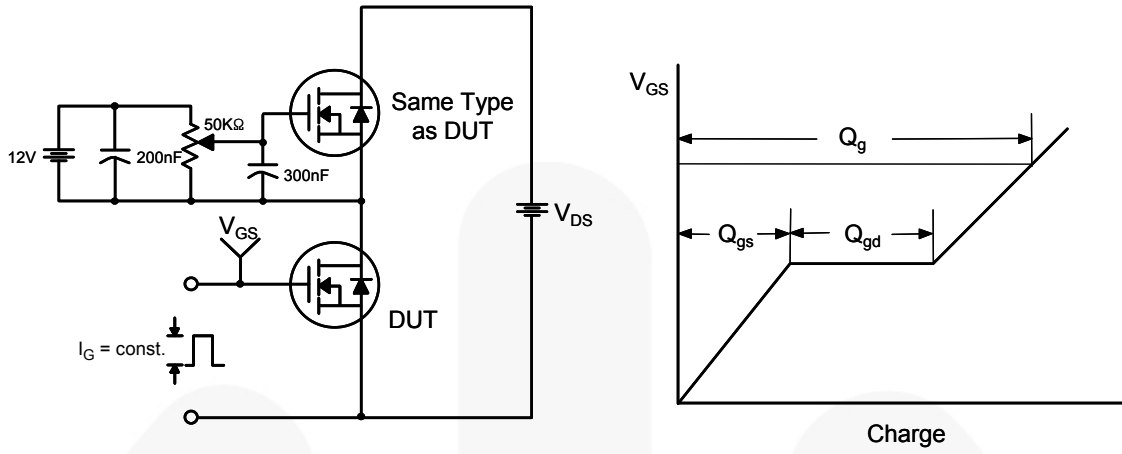 12V
200nF
50KΩ
300nF
Same Type
as DUT
V_GS
DUT
I_G = const.
V_DS
V_GS
Q_g
Q_gs
Q_gd
Charge